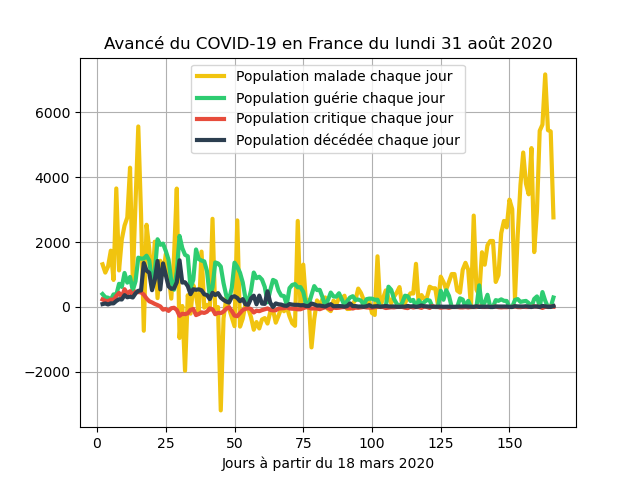 Avancé du COVID-19 en France du lundi 31 août 2020
Population malade chaque jour
Population guérie chaque jour
Population critique chaque jour
Population décédée chaque jour
6000
4000
2000
0
−2000
0 25 50 75 100 125 150
Jours à partir du 18 mars 2020